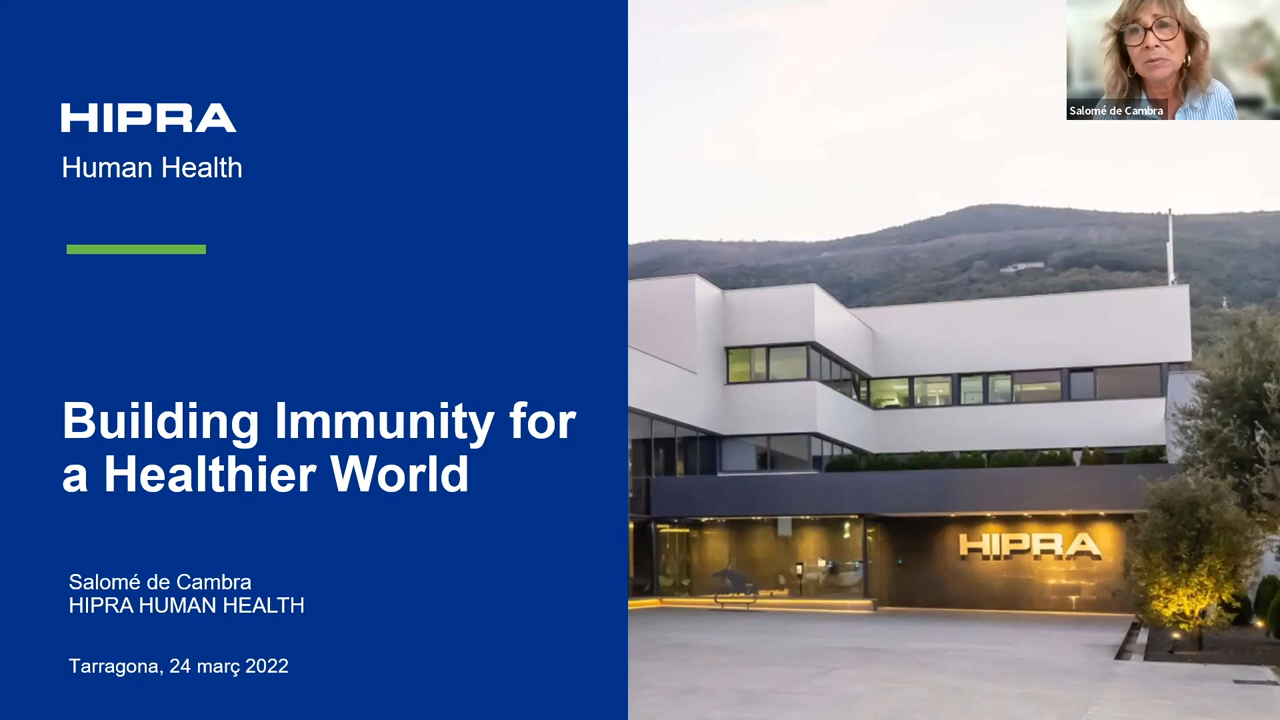 HIPRA
Human Health
Building Immunity for
a Healthier World
Salomé de Cambra
HIPRA HUMAN HEALTH
Tarragona, 24 març 2022
Salomé de Cambra
HIPRA